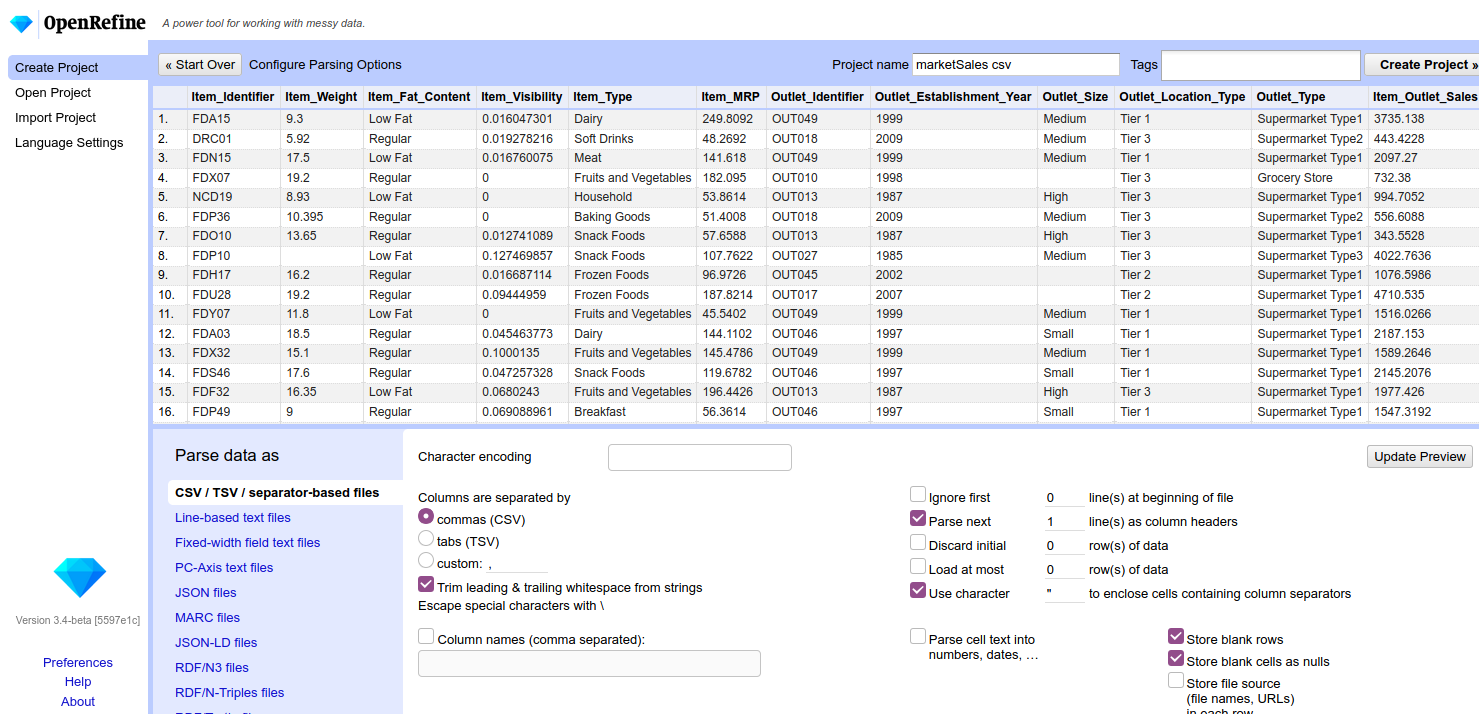 OpenRefine A power tool for working with messy data.
Create Project
Open Project
Import Project
Language Settings
« Start Over Configure Parsing Options Project name marketSales csv Tags Create Project »
Item_Identifier Item_Weight Item_Fat_Content Item_Visibility Item_Type Item_MRP Outlet_Identifier Outlet_Establishment_Year Outlet_Size Outlet_Location_Type Outlet_Type Item_Outlet_Sales
1. FDA15 9.3 Low Fat 0.016047301 Dairy 249.8092 OUT049 1999 Medium Tier 1 Supermarket Type1 3735.138
2. DRC01 5.92 Regular 0.019278216 Soft Drinks 48.2692 OUT018 2009 Medium Tier 3 Supermarket Type2 443.4228
3. FDN15 17.5 Low Fat 0.016760075 Meat 141.618 OUT049 1999 Medium Tier 1 Supermarket Type1 2097.27
4. FDX07 19.2 Regular 0 Fruits and Vegetables 182.095 OUT010 1998 Tier 3 Grocery Store 732.38
5. NCD19 8.93 Low Fat 0 Household 53.8614 OUT013 1987 High Tier 3 Supermarket Type1 994.7052
6. FDP36 10.395 Regular 0 Baking Goods 51.4008 OUT018 2009 Medium Tier 3 Supermarket Type2 556.6088
7. FDO10 13.65 Regular 0.012741089 Snack Foods 57.6588 OUT013 1987 High Tier 3 Supermarket Type1 343.5528
8. FDP10 Low Fat 0.127469857 Snack Foods 107.7622 OUT027 1985 Medium Tier 3 Supermarket Type3 4022.7636
9. FDH17 16.2 Regular 0.016687114 Frozen Foods 96.9726 OUT045 2002 Tier 2 Supermarket Type1 1076.5986
10. FDU28 19.2 Regular 0.09444959 Frozen Foods 187.8214 OUT017 2007 Tier 2 Supermarket Type1 4710.535
11. FDY07 11.8 Low Fat 0 Fruits and Vegetables 45.5402 OUT049 1999 Medium Tier 1 Supermarket Type1 1516.0266
12. FDA03 18.5 Regular 0.045463773 Dairy 144.1102 OUT046 1997 Small Tier 1 Supermarket Type1 2187.153
13. FDX32 15.1 Regular 0.1000135 Fruits and Vegetables 145.4786 OUT049 1999 Medium Tier 1 Supermarket Type1 1589.2646
14. FDS46 17.6 Regular 0.047257328 Snack Foods 119.6782 OUT046 1997 Small Tier 1 Supermarket Type1 2145.2076
15. FDF32 16.35 Low Fat 0.0680243 Fruits and Vegetables 196.4426 OUT013 1987 High Tier 3 Supermarket Type1 1977.426
16. FDP49 9 Regular 0.069088961 Breakfast 56.3614 OUT046 1997 Small Tier 1 Supermarket Type1 1547.3192
Parse data as
CSV / TSV / separator-based files
Line-based text files
Fixed-width field text files
PC-Axis text files
JSON files
MARC files
JSON-LD files
RDF/N3 files
RDF/N-Triples files
Character encoding
Update Preview
Columns are separated by
commas (CSV)
tabs (TSV)
custom: ,
Trim leading & trailing whitespace from strings
Escape special characters with \
Column names (comma separated):
Ignore first 0 line(s) at beginning of file
Parse next 1 line(s) as column headers
Discard initial 0 row(s) of data
Load at most 0 row(s) of data
Use character " to enclose cells containing column separators
Parse cell text into
numbers, dates, …
Store blank rows
Store blank cells as nulls
Store file source
(file names, URLs)
in each row
Version 3.4-beta [5597e1c]
Preferences
Help
About